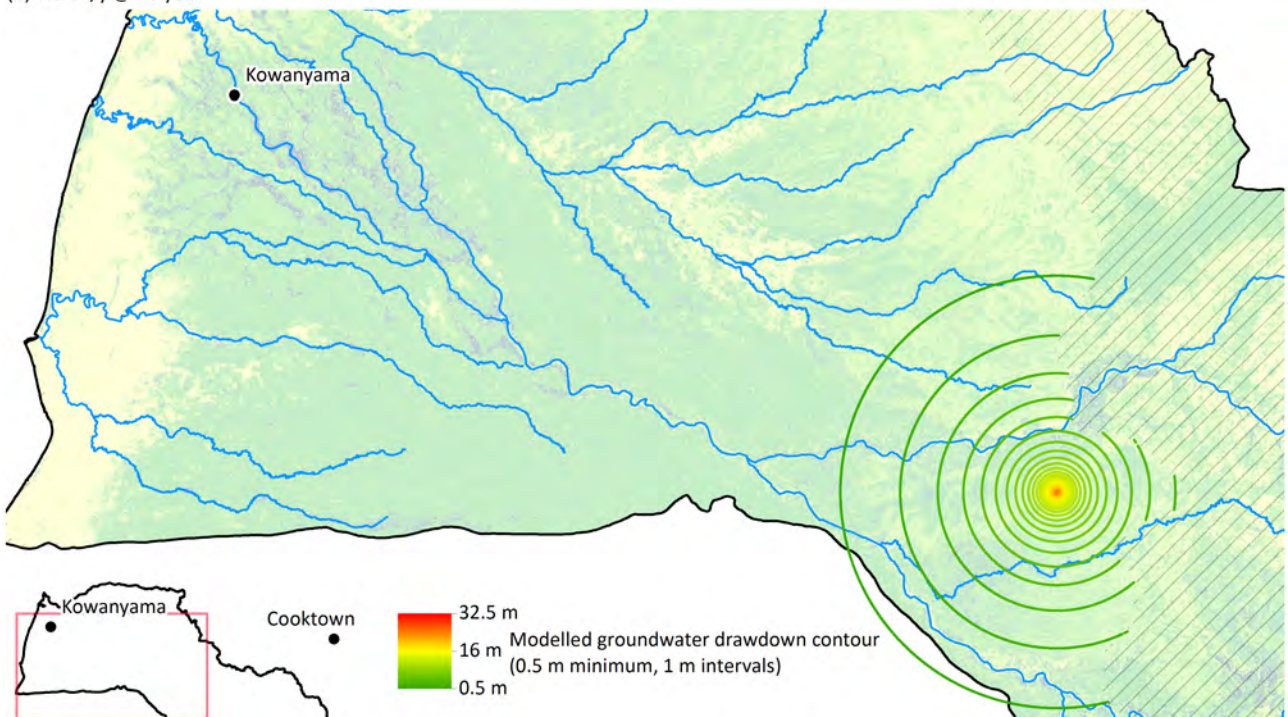 Kowanyama
Kowanyama
Cooktown
32.5 m
16 m
0.5 m
Modelled groundwater drawdown contour
(0.5 m minimum, 1 m intervals)